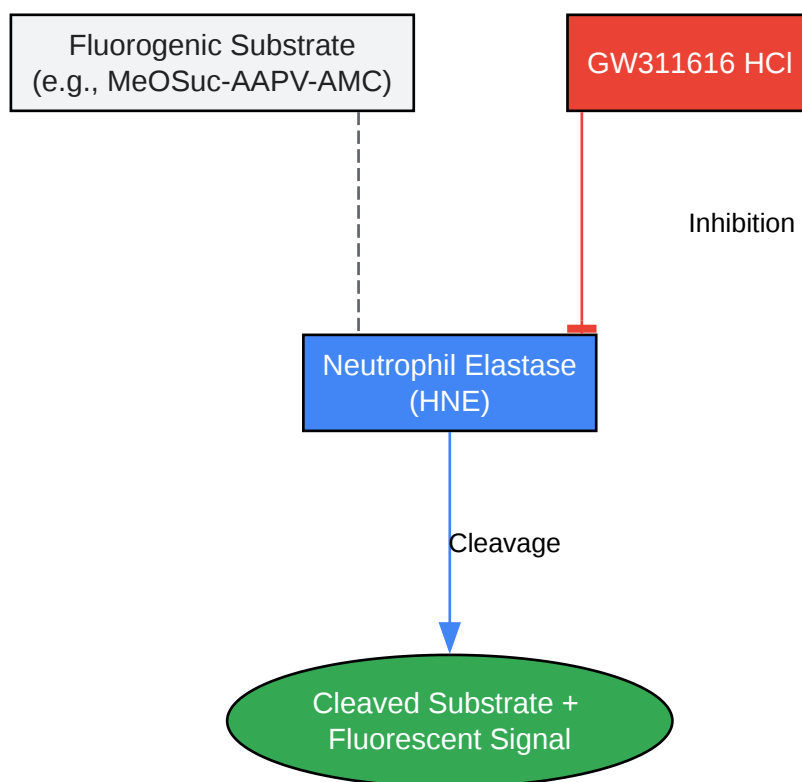 Fluorogenic Substrate
(e.g., MeOSuc-AAPV-AMC)
GW311616 HCl
Inhibition
Neutrophil Elastase
(HNE)
Cleavage
Cleaved Substrate +
Fluorescent Signal